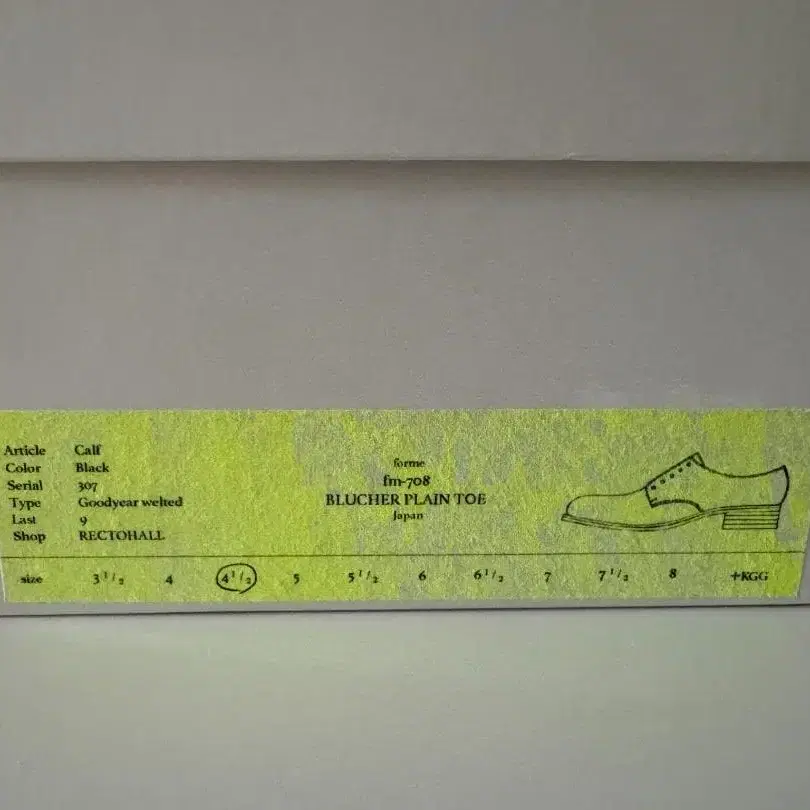 Article Calf
Color Black
Serial 307
Type Goodyear welted
Last 9
Shop RECTOHALL
forme
fm-708
BLUCHER PLAIN TOE
Japan
size 3 1/2 4 4 1/2 5 5 1/2 6 6 1/2 7 7 1/2 8 +KGG